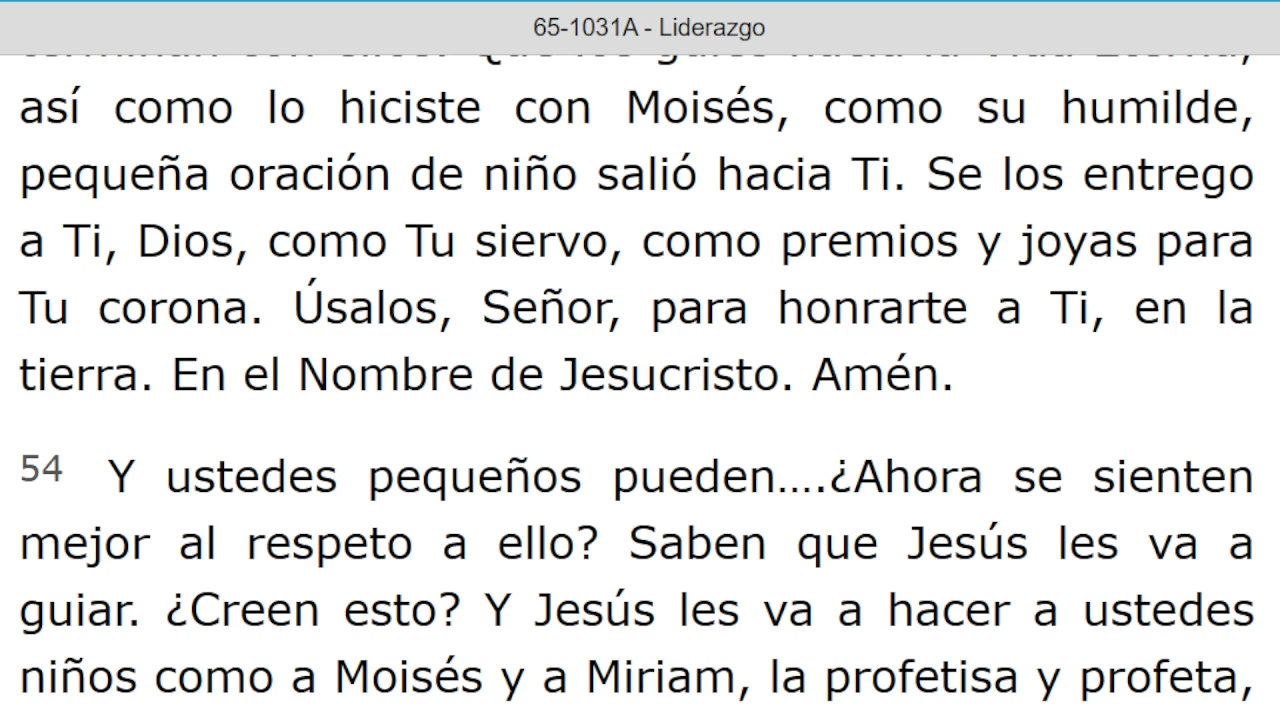 65-1031A - Liderazgo
así como lo hiciste con Moisés, como su humilde,
pequeña oración de niño salió hacia Ti. Se los entrego
a Ti, Dios, como Tu siervo, como premios y joyas para
Tu corona. Úsalos, Señor, para honrarte a Ti, en la
tierra. En el Nombre de Jesucristo. Amén.
54 Y ustedes pequeños pueden....¿Ahora se sienten
mejor al respeto a ello? Saben que Jesús les va a
guiar. ¿Creen esto? Y Jesús les va a hacer a ustedes
niños como a Moisés y a Miriam, la profetisa y profeta,